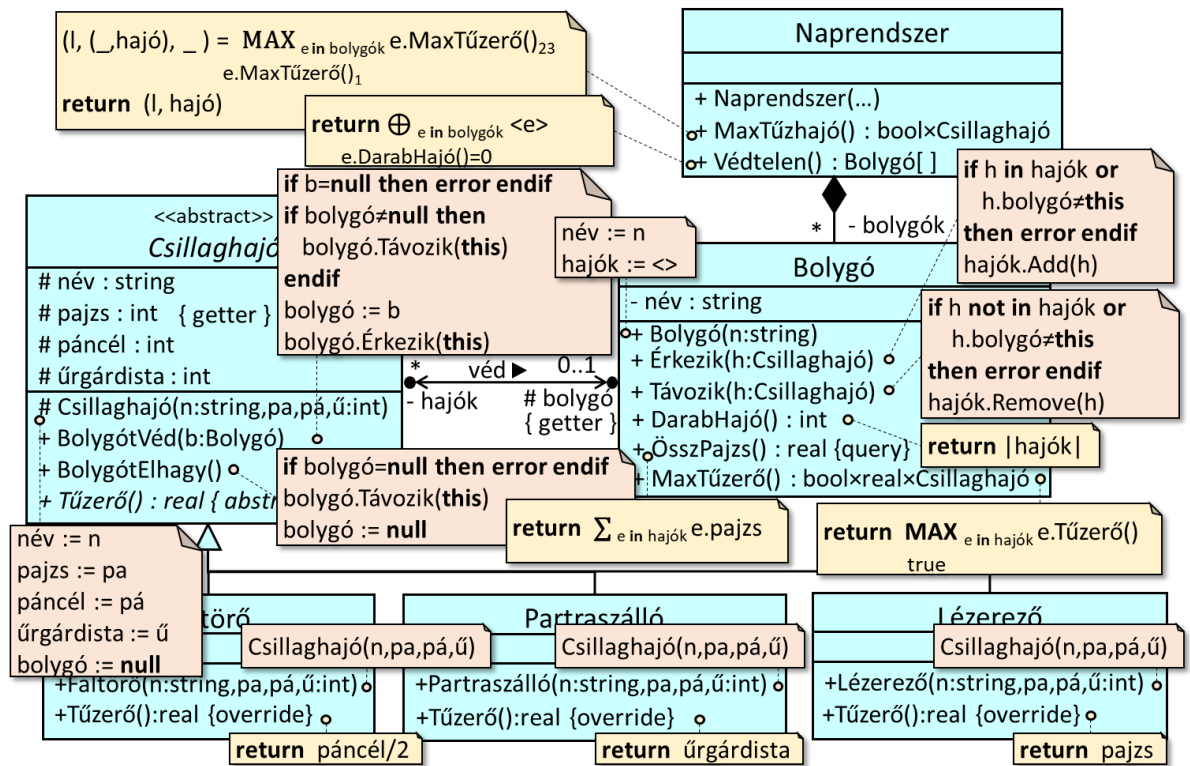 (l, (_,hajó), _ ) = MAX e in bolygók e.MaxTűzerő()23
e.MaxTűzerő()1
return (l, hajó)
return ⊕ e in bolygók <e>
e.DarabHajó()=0
Naprendszer
+ Naprendszer(...)
+ MaxTűzhajó() : bool×Csillaghajó
+ Védtelen() : Bolygó[ ]
* - bolygók
if h in hajók or
h.bolygó≠this
then error endif
hajók.Add(h)
<<abstract>>
Csillaghajó
# név : string
# pajzs : int { getter }
# páncél : int
# űrgárdista : int
# Csillaghajó(n:string,pa,pá,ű:int)
+ BolygótVéd(b:Bolygó)
+ BolygótElhagy()
+ Tűzerő() : real { abstr
if b=null then error endif
if bolygó≠null then
bolygó.Távozik(this)
endif
bolygó := b
bolygó.Érkezik(this)
név := n
hajók := <>
* véd ▶ 0..1
- hajók # bolygó
{ getter }
Bolygó
- név : string
+ Bolygó(n:string)
+ Érkezik(h:Csillaghajó)
+ Távozik(h:Csillaghajó)
+ DarabHajó() : int
+ÖsszPajzs() : real {query}
+ MaxTűzerő() : bool×real×Csillaghajó
if h not in hajók or
h.bolygó≠this
then error endif
hajók.Remove(h)
return |hajók|
if bolygó=null then error endif
bolygó.Távozik(this)
bolygó := null
return ∑ e in hajók e.pajzs
return MAX e in hajók e.Tűzerő()
true
név := n
pajzs := pa
páncél := pá
űrgárdista := ű
bolygó := null
törő
Csillaghajó(n,pa,pá,ű)
+Faltörő(n:string,pa,pá,ű:int)
+Tűzerő():real {override}
return páncél/2
Partraszálló
Csillaghajó(n,pa,pá,ű)
+Partraszálló(n:string,pa,pá,ű:int)
+Tűzerő():real {override}
return űrgárdista
Lézerező
Csillaghajó(n,pa,pá,ű)
+Lézerező(n:string,pa,pá,ű:int)
+Tűzerő():real {override}
return pajzs